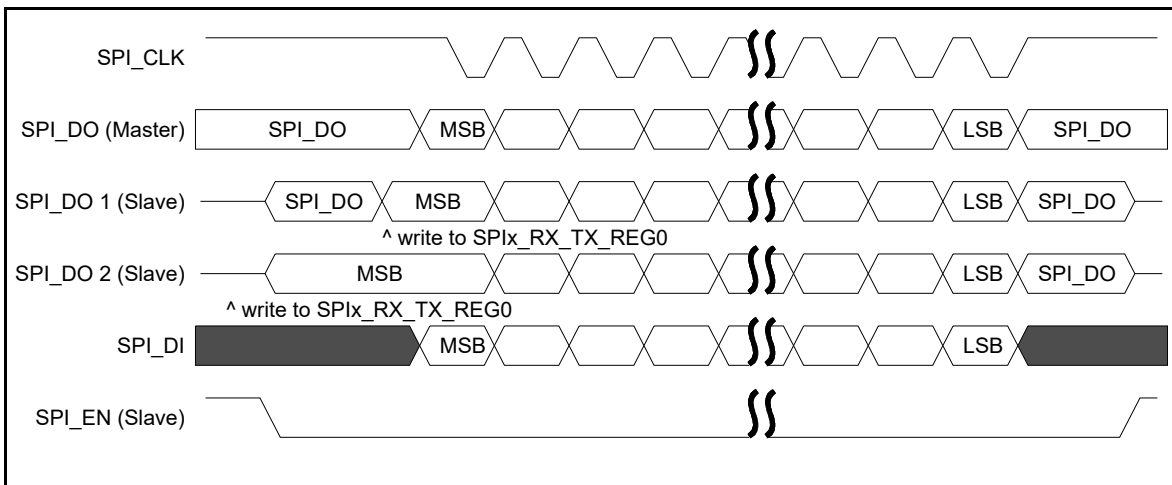 SPI_CLK
SPI_DO (Master) SPI_DO MSB LSB SPI_DO
SPI_DO 1 (Slave) SPI_DO MSB LSB SPI_DO
^ write to SPIx_RX_TX_REG0
SPI_DO 2 (Slave) MSB LSB SPI_DO
^ write to SPIx_RX_TX_REG0
SPI_DI MSB LSB
SPI_EN (Slave)